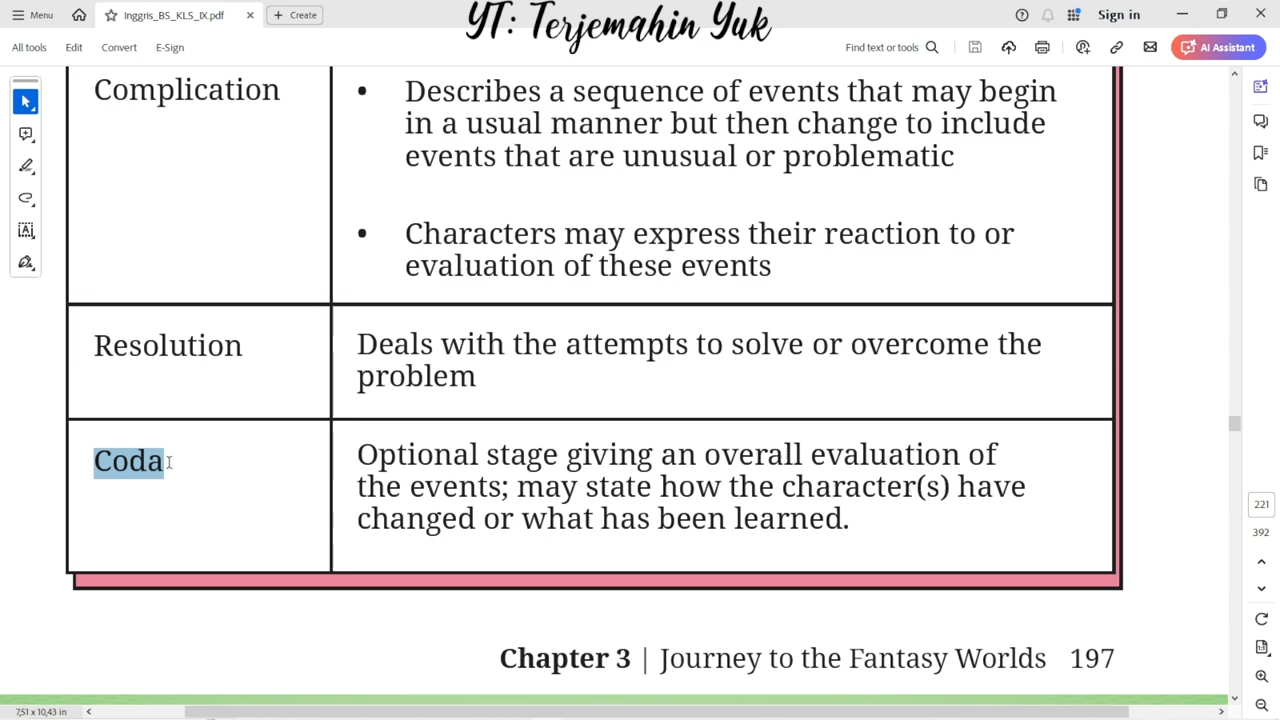 Menu
Inggris_BS_KLS_IX.pdf
Create
YT: Terjemahin Yuk
Sign in
All tools
Edit
Convert
E-Sign
Find text or tools
AI Assistant
Complication
• Describes a sequence of events that may begin
in a usual manner but then change to include
events that are unusual or problematic
• Characters may express their reaction to or
evaluation of these events
Resolution
Deals with the attempts to solve or overcome the
problem
Coda
Optional stage giving an overall evaluation of
the events; may state how the character(s) have
changed or what has been learned.
Chapter 3 | Journey to the Fantasy Worlds 197
221
392
7,51 x 10,43 in